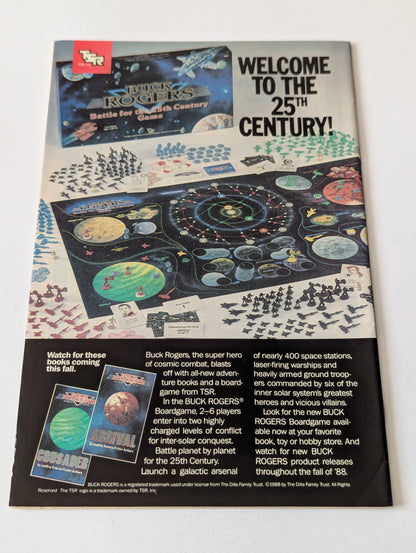 TSR
BUCK
ROGERS
Battle for the 25th Century
Game
WELCOME
TO THE
25TH
CENTURY!
Watch for these
books coming
this fall.
ARRIVAL
CRUSADER
Buck Rogers, the super hero
of cosmic combat, blasts
off with all-new adven-
ture books and a board-
game from TSR.
In the BUCK ROGERS®
Boardgame, 2–6 players
enter into two highly
charged levels of conflict
for inter-solar conquest.
Battle planet by planet
for the 25th Century.
Launch a galactic arsenal
of nearly 400 space stations,
laser-firing warships and
heavily armed ground troop-
ers commanded by six of the
inner solar system's greatest
heroes and vicious villains.
Look for the new BUCK
ROGERS Boardgame avail-
able now at your favorite
book, toy or hobby store. And
watch for new BUCK
ROGERS product releases
throughout the fall of '88.
BUCK ROGERS is a registered trademark used under license from The Dille Family Trust. ©1988 by The Dille Family Trust. All Rights
Reserved. The TSR logo is a trademark owned by TSR, Inc.